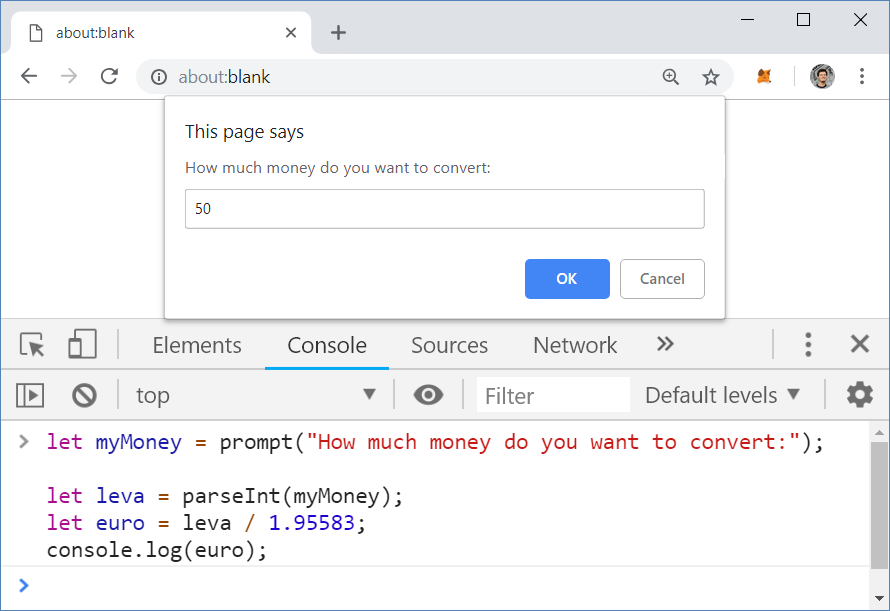 about:blank
about:blank
This page says
How much money do you want to convert:
50
OK Cancel
Elements Console Sources Network
top Filter Default levels
let myMoney = prompt("How much money do you want to convert:");
let leva = parseInt(myMoney);
let euro = leva / 1.95583;
console.log(euro);